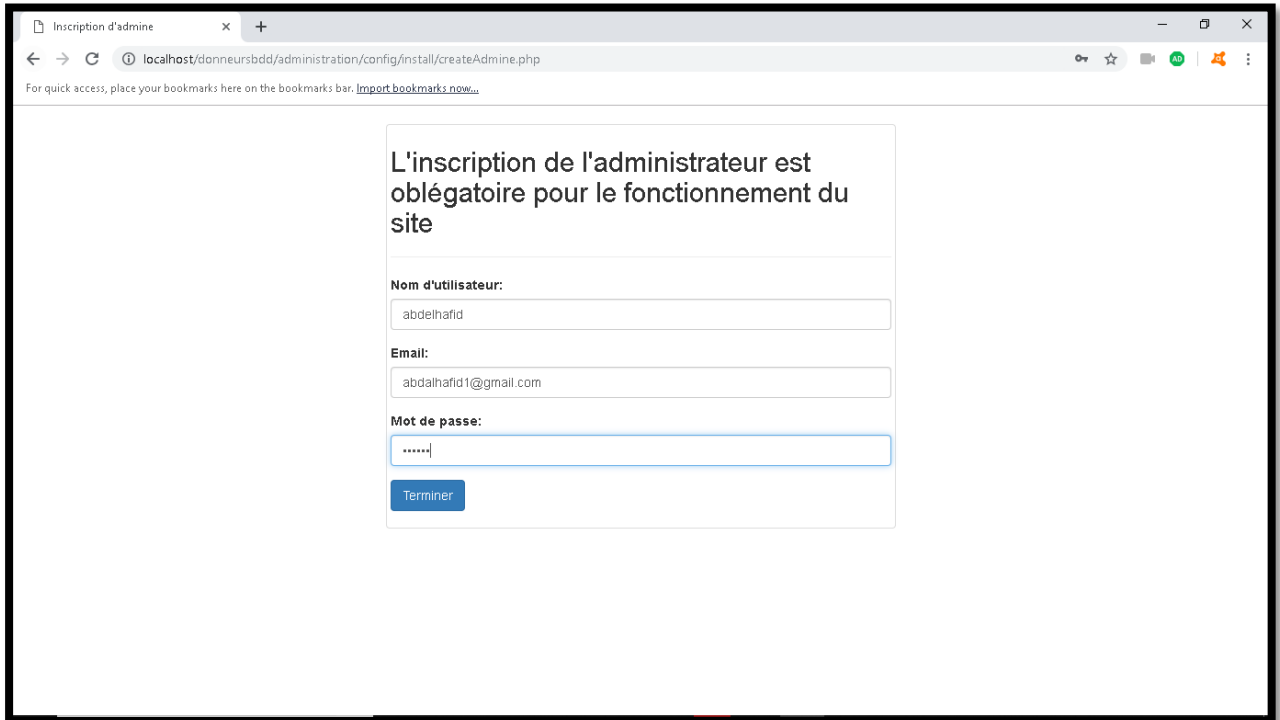 Inscription d'admine
localhost/donneursbdd/administration/config/install/createAdmine.php
AD
For quick access, place your bookmarks here on the bookmarks bar. Import bookmarks now...
L'inscription de l'administrateur est
oblégatoire pour le fonctionnement du
site
Nom d'utilisateur:
abdelhafid
Email:
abdalhafid1@gmail.com
Mot de passe:
••••••
Terminer